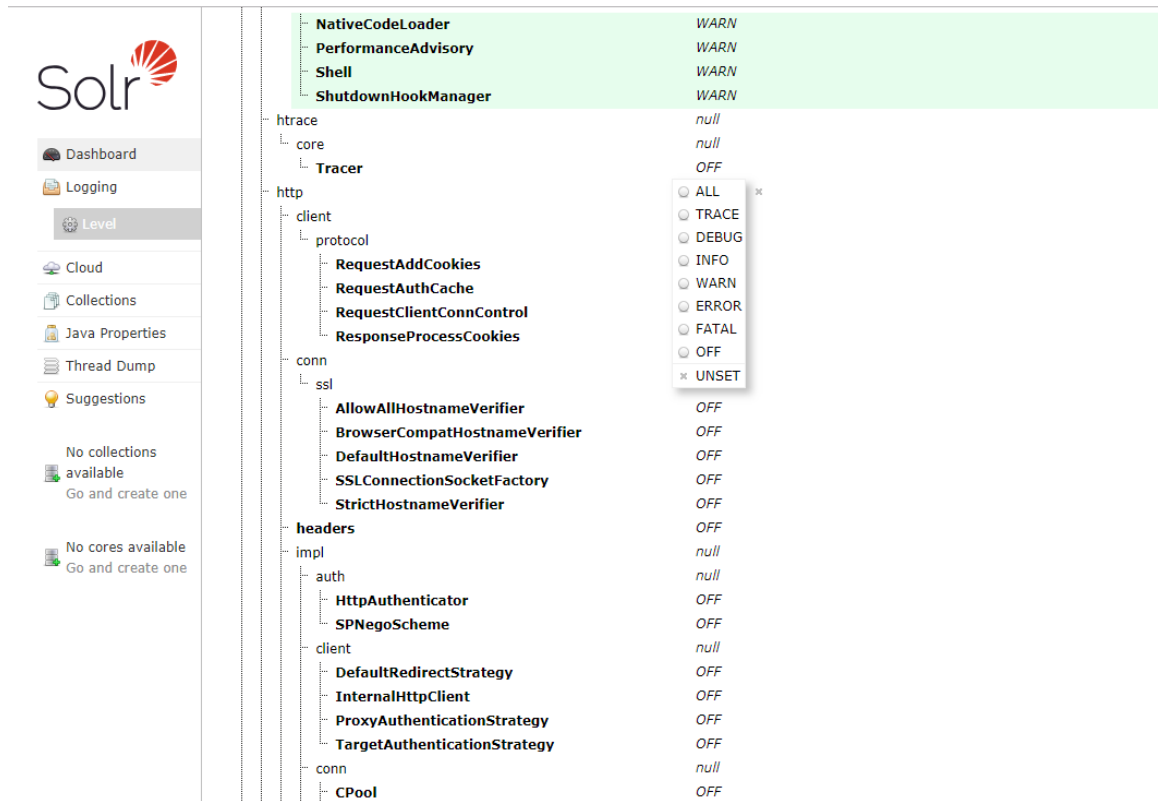 Solr
Dashboard
Logging
Level
Cloud
Collections
Java Properties
Thread Dump
Suggestions
No collections
available
Go and create one
No cores available
Go and create one
NativeCodeLoader WARN
PerformanceAdvisory WARN
Shell WARN
ShutdownHookManager WARN
htrace null
core null
Tracer OFF
http
client
protocol
RequestAddCookies
RequestAuthCache
RequestClientConnControl
ResponseProcessCookies
conn
ssl
ALL
TRACE
DEBUG
INFO
WARN
ERROR
FATAL
OFF
UNSET
AllowAllHostnameVerifier OFF
BrowserCompatHostnameVerifier OFF
DefaultHostnameVerifier OFF
SSLConnectionSocketFactory OFF
StrictHostnameVerifier OFF
headers OFF
impl null
auth null
HttpAuthenticator OFF
SPNegoScheme OFF
client null
DefaultRedirectStrategy OFF
InternalHttpClient OFF
ProxyAuthenticationStrategy OFF
TargetAuthenticationStrategy OFF
conn null
CPool OFF